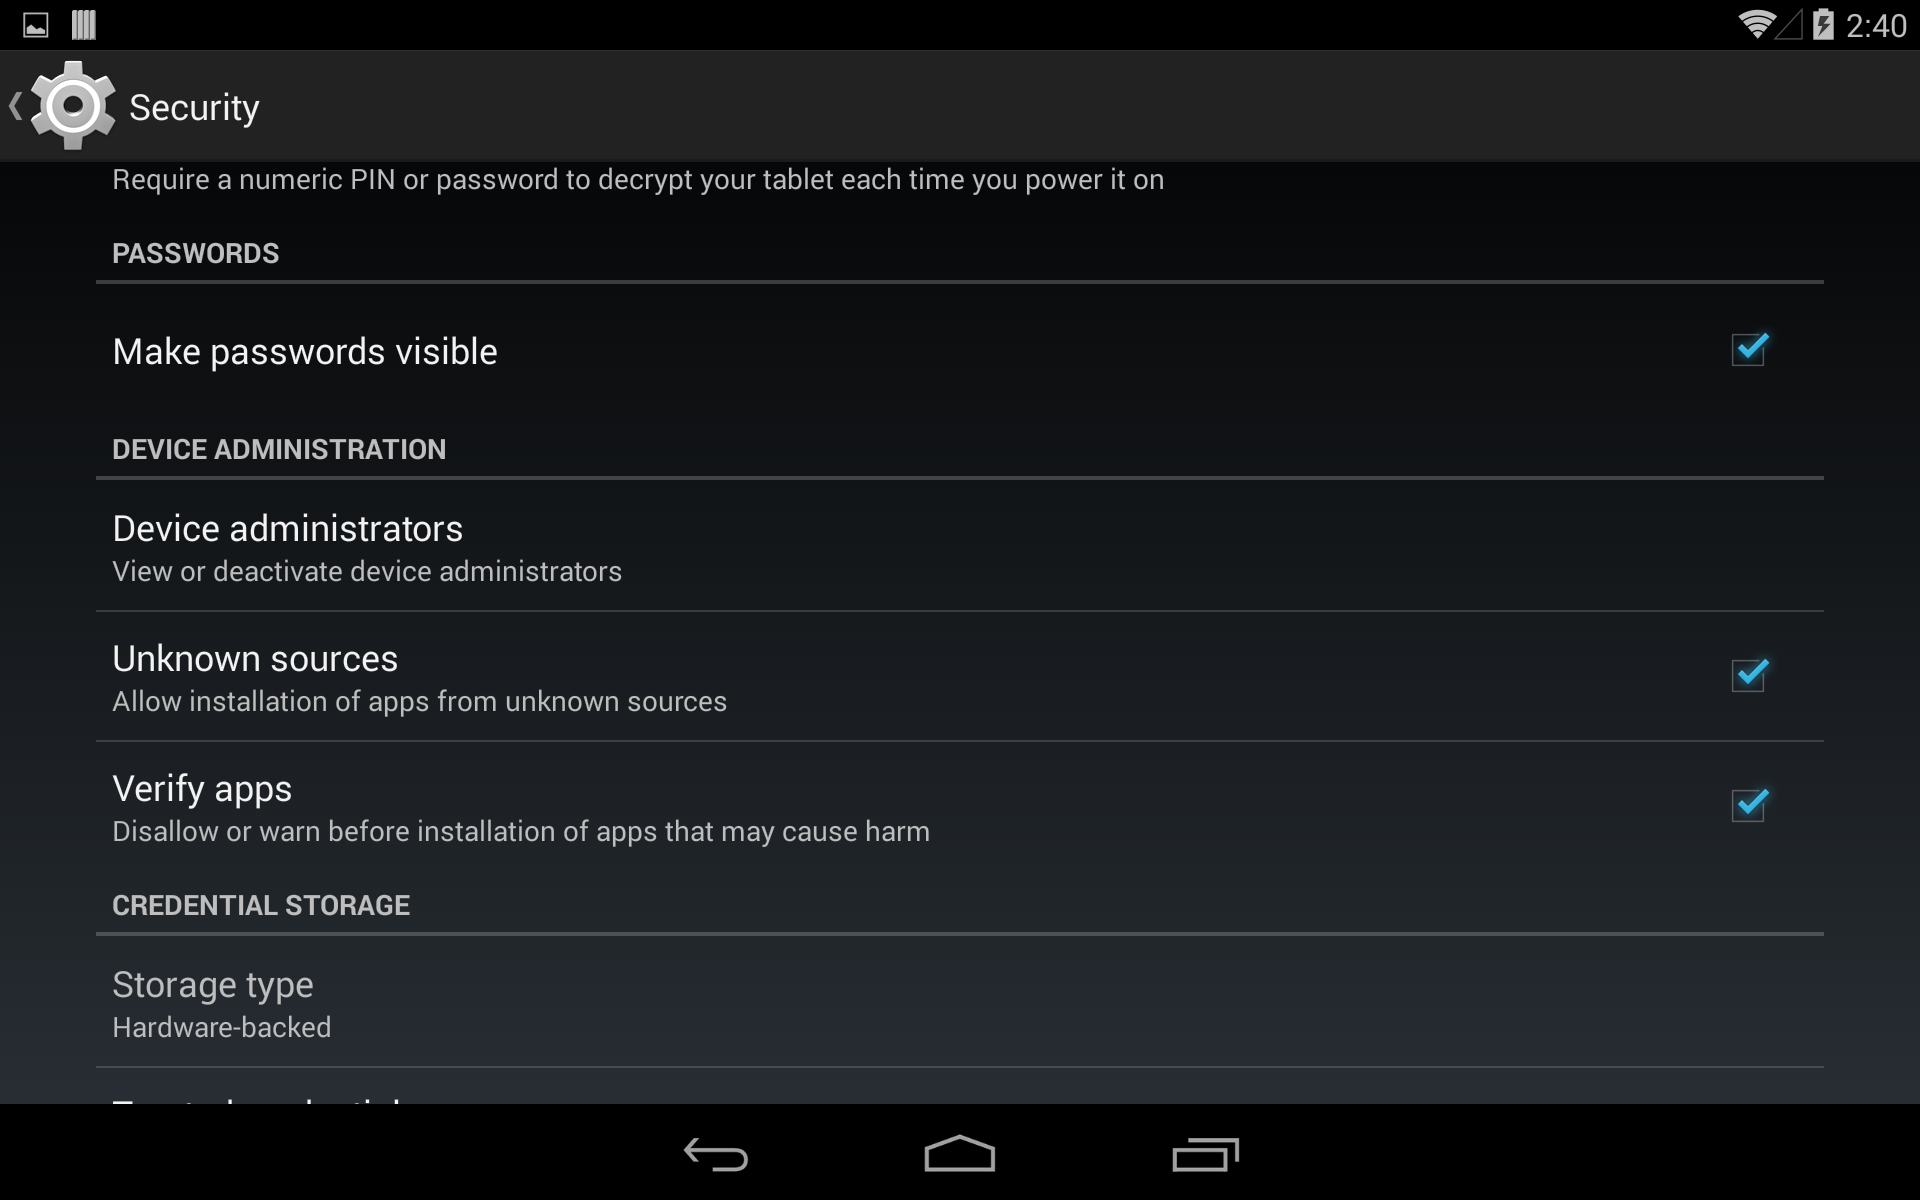 2:40
Security
Require a numeric PIN or password to decrypt your tablet each time you power it on
PASSWORDS
Make passwords visible
DEVICE ADMINISTRATION
Device administrators
View or deactivate device administrators
Unknown sources
Allow installation of apps from unknown sources
Verify apps
Disallow or warn before installation of apps that may cause harm
CREDENTIAL STORAGE
Storage type
Hardware-backed